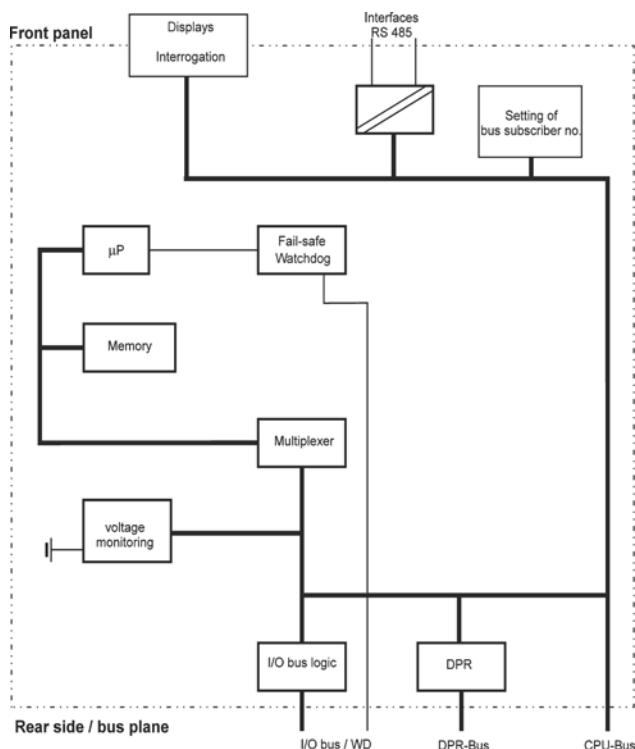 Front panel
Displays
Interrogation
Interfaces
RS 485
Setting of
bus subscriber no.
µP
Fail-safe
Watchdog
Memory
Multiplexer
voltage
monitoring
I/O bus logic
DPR
Rear side / bus plane
I/O bus / WD
DPR-Bus
CPU-Bus